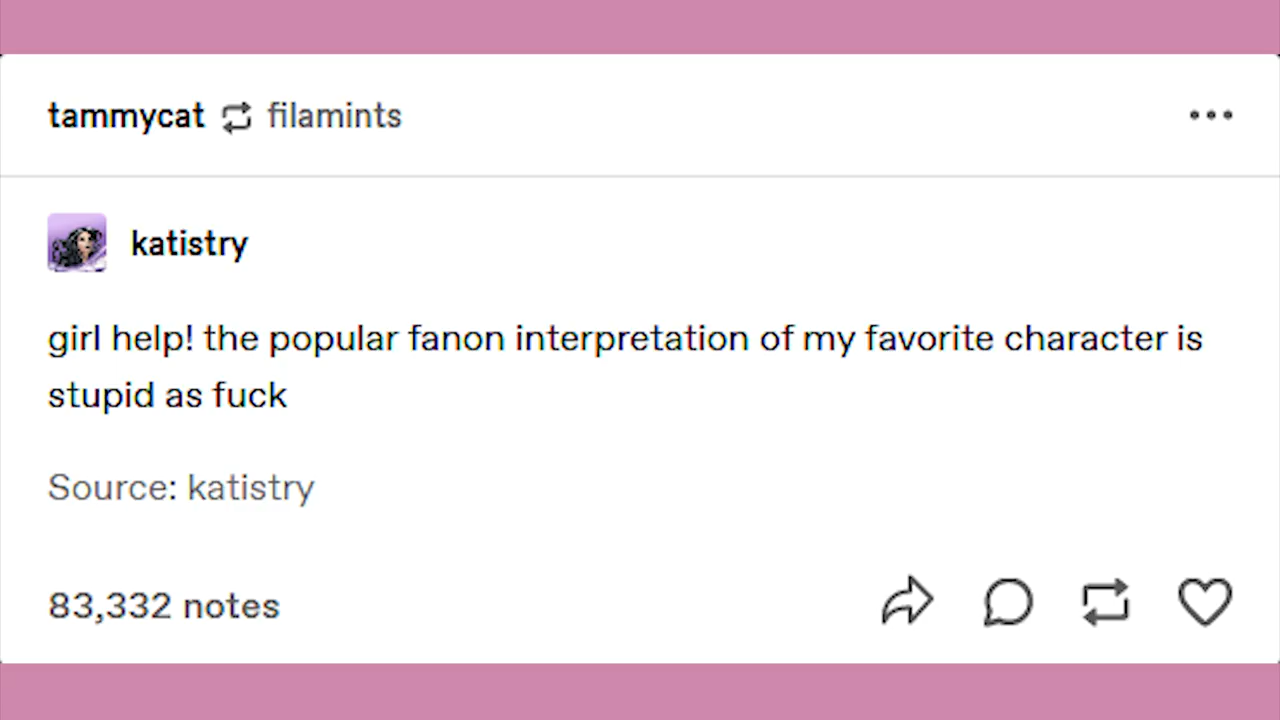 tammycat filamints
katistry
girl help! the popular fanon interpretation of my favorite character is
stupid as fuck
Source: katistry
83,332 notes